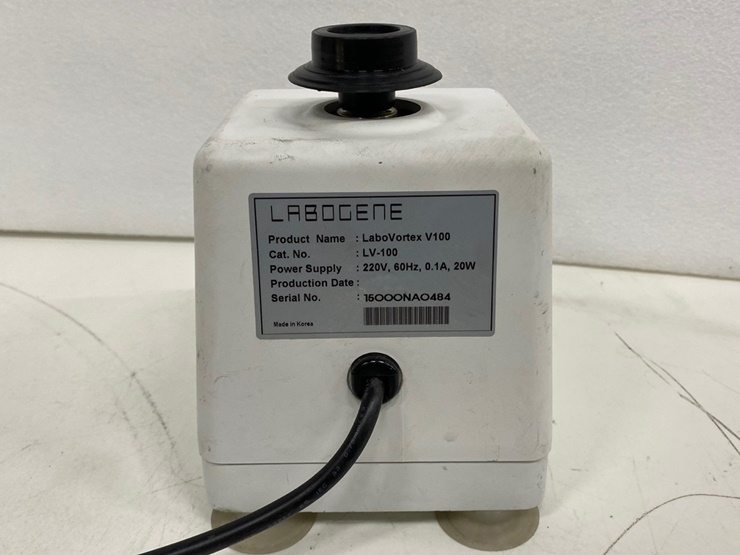 LABOGENE
Product Name : LaboVortex V100
Cat. No. : LV-100
Power Supply : 220V, 60Hz, 0.1A, 20W
Production Date :
Serial No. : 15000NA0484
Made in Korea